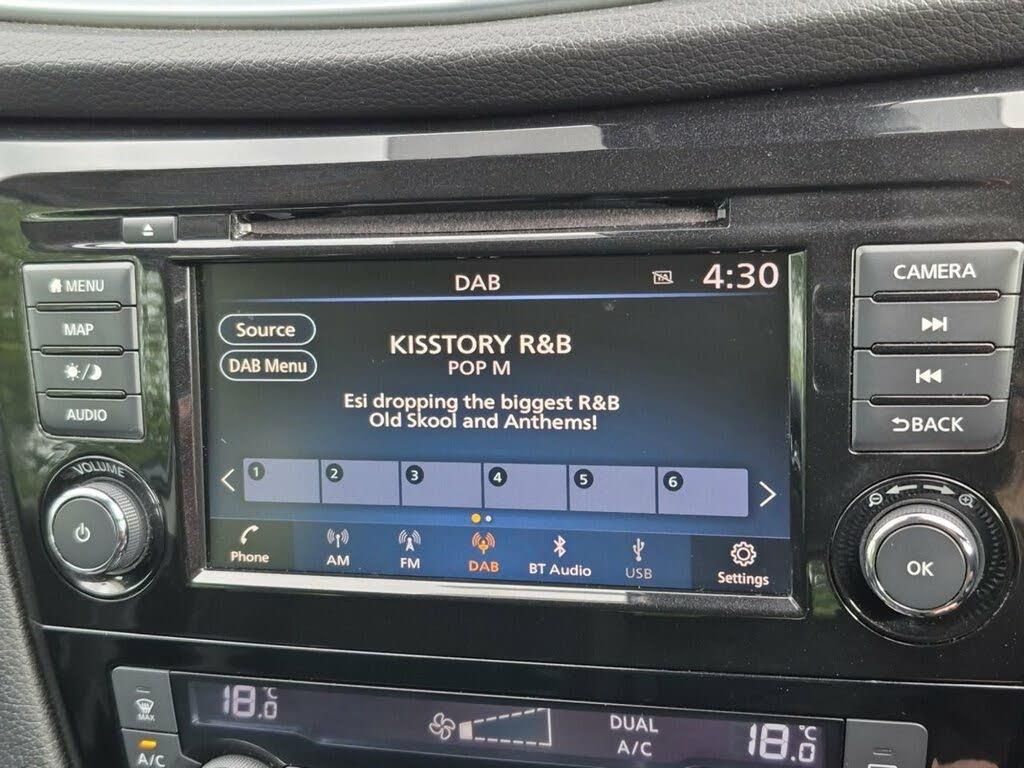 MENU
MAP
AUDIO
VOLUME
DAB
TA
4:30
Source
DAB Menu
KISSTORY R&B
POP M
Esi dropping the biggest R&B
Old Skool and Anthems!
1 2 3 4 5 6
Phone
AM
FM
DAB
BT Audio
USB
Settings
CAMERA
BACK
OK
MAX
A/C
18.0°C
DUAL
A/C
18.0°C